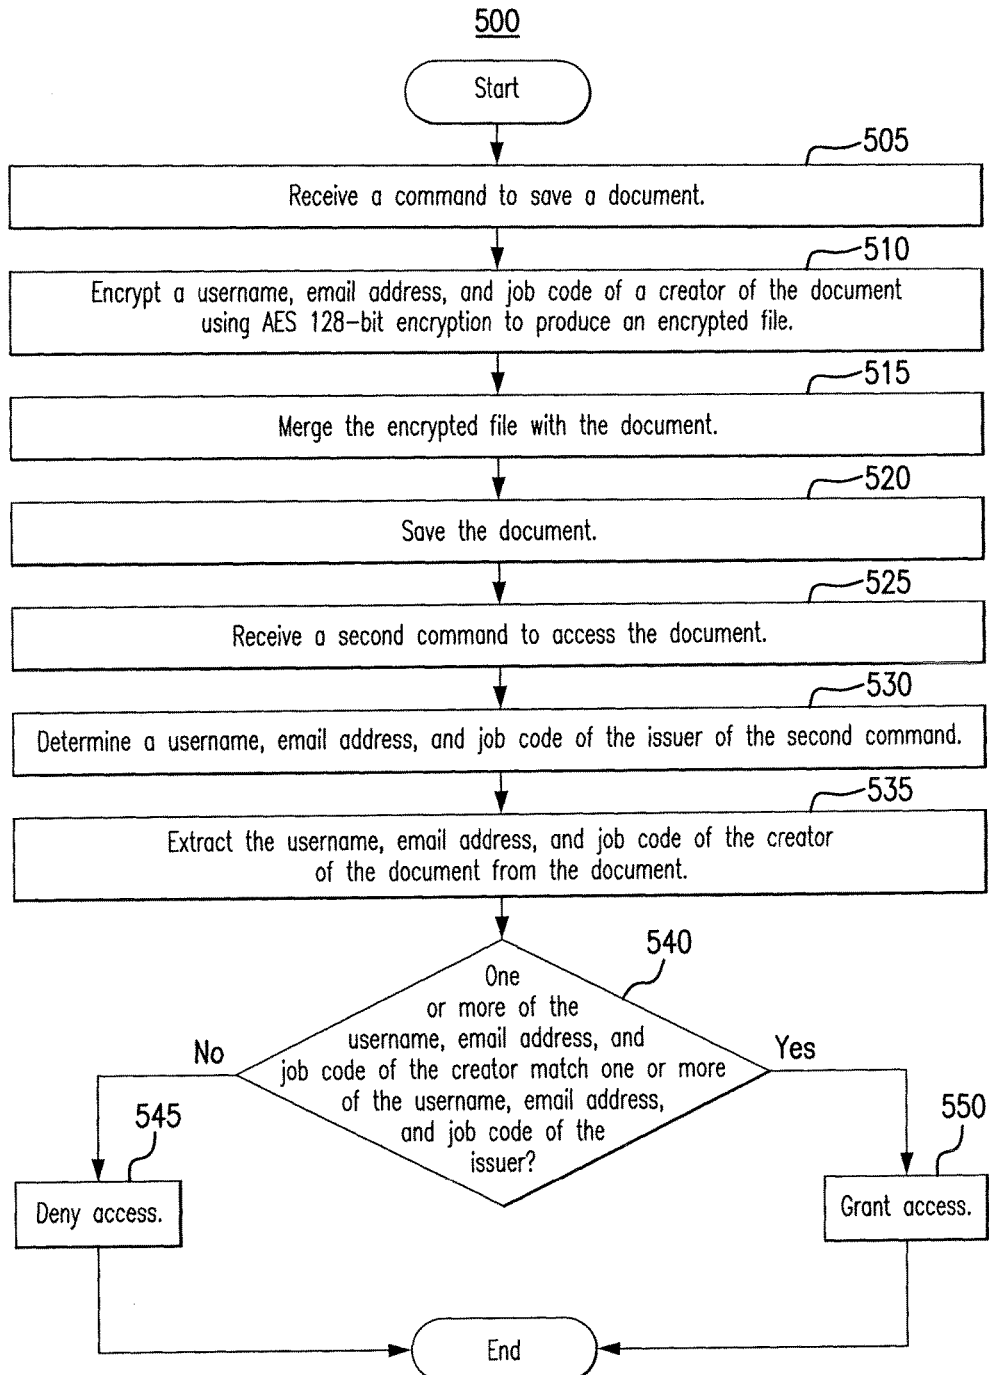 500
Start
505
Receive a command to save a document.
510
Encrypt a username, email address, and job code of a creator of the document
using AES 128-bit encryption to produce an encrypted file.
515
Merge the encrypted file with the document.
520
Save the document.
525
Receive a second command to access the document.
530
Determine a username, email address, and job code of the issuer of the second command.
535
Extract the username, email address, and job code of the creator
of the document from the document.
540
One
or more of the
username, email address, and
job code of the creator match one or more
of the username, email address,
and job code of the
issuer?
No
Yes
545
Deny access.
550
Grant access.
End